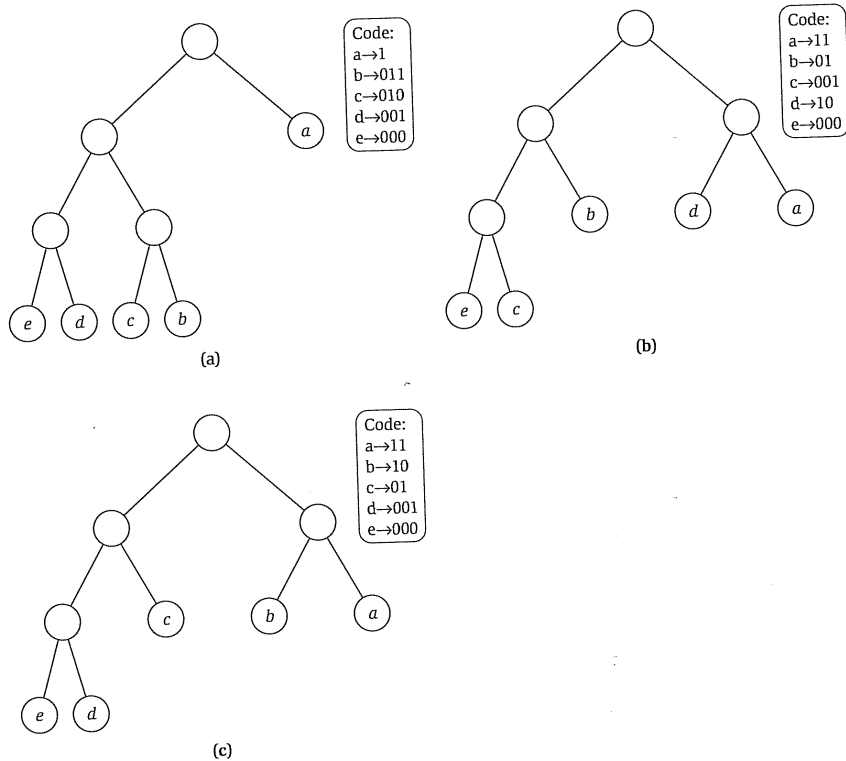 Code:
a→1
b→011
c→010
d→001
e→000
a
e d c b
(a)
Code:
a→11
b→01
c→001
d→10
e→000
b d a
e c
(b)
Code:
a→11
b→10
c→01
d→001
e→000
c b a
e d
(c)